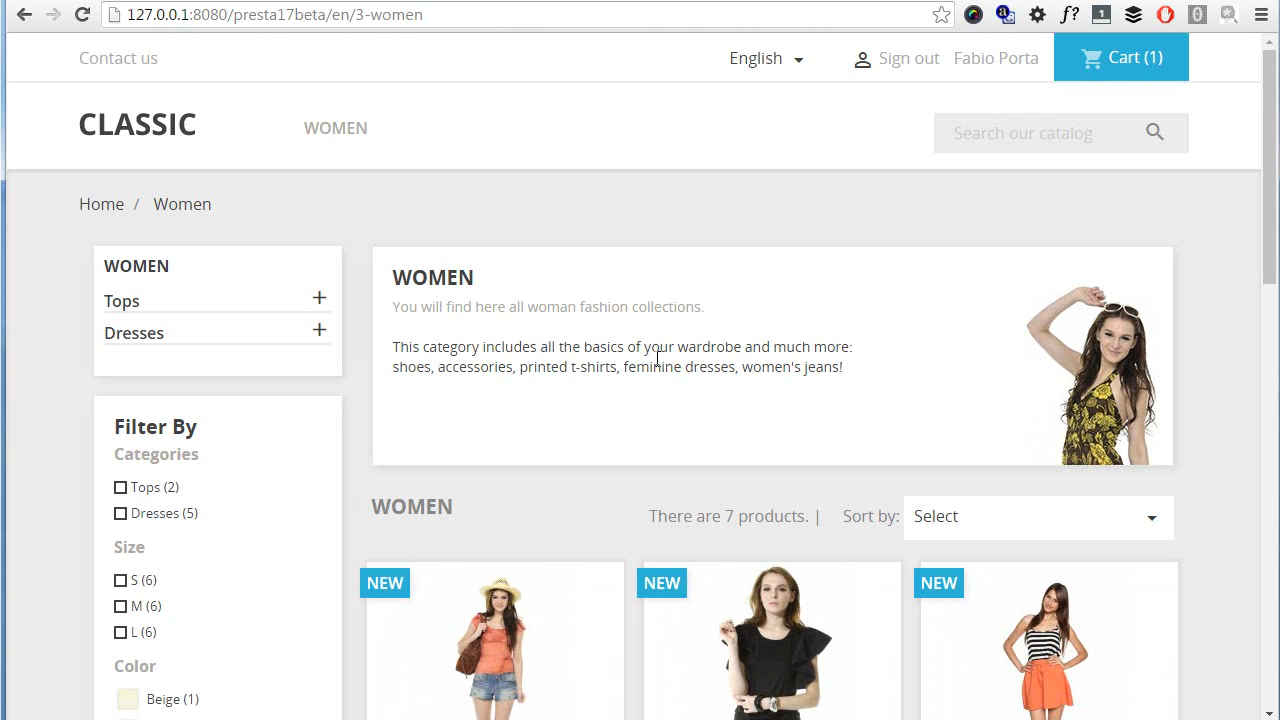 127.0.0.1:8080/presta17beta/en/3-women
f?
1
0
Contact us
English
Sign out
Fabio Porta
Cart (1)
CLASSIC
WOMEN
Search our catalog
Home / Women
WOMEN
Tops
Dresses
WOMEN
You will find here all woman fashion collections.
This category includes all the basics of your wardrobe and much more:
shoes, accessories, printed t-shirts, feminine dresses, women's jeans!
Filter By
Categories
Tops (2)
Dresses (5)
Size
S (6)
M (6)
L (6)
Color
Beige (1)
WOMEN
There are 7 products. |
Sort by:
Select
NEW
NEW
NEW